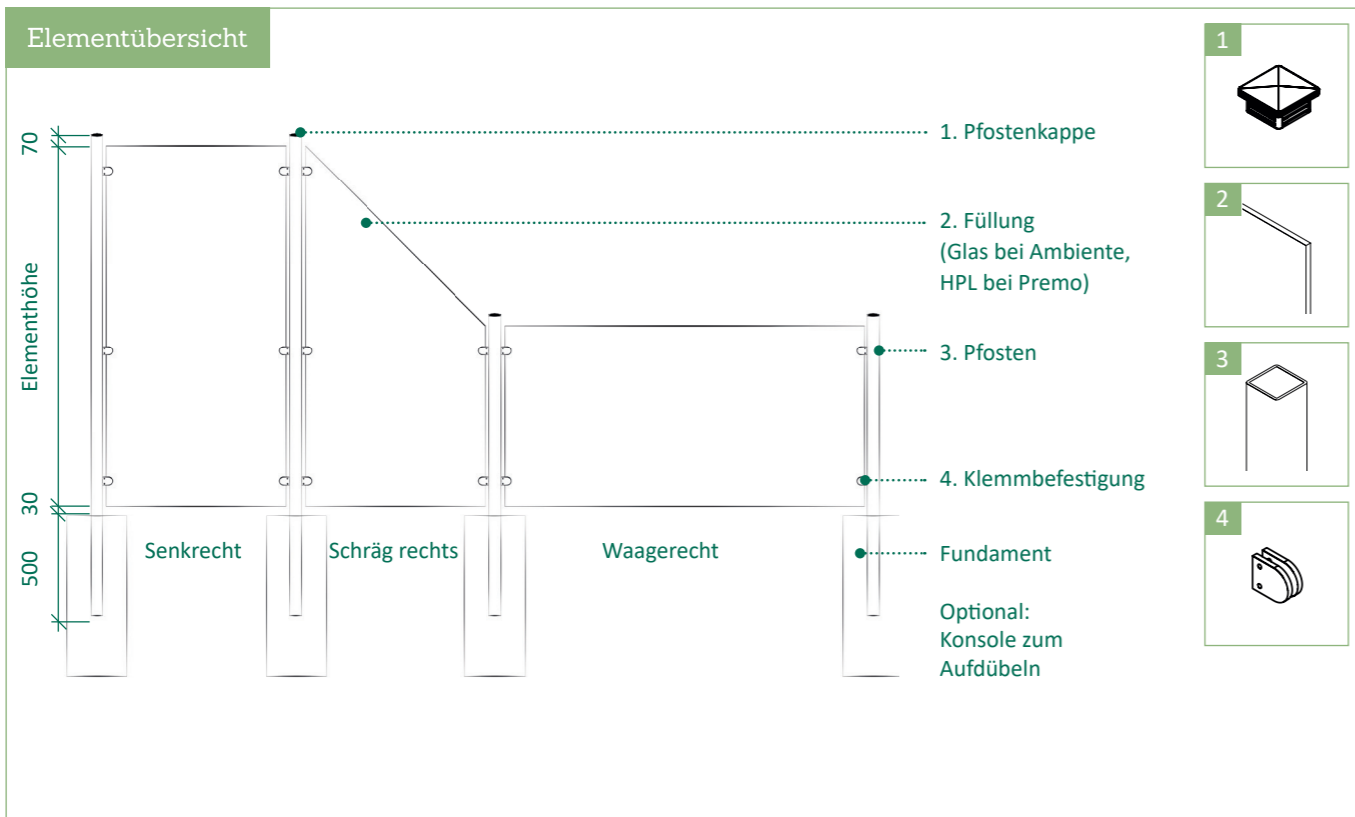 Elementübersicht
70
Elementhöhe
30
500
Senkrecht
Schräg rechts
Waagerecht
1. Pfostenkappe
2. Füllung
(Glas bei Ambiente,
HPL bei Premo)
3. Pfosten
4. Klemmbefestigung
Fundament
Optional:
Konsole zum
Aufdübeln
1
2
3
4